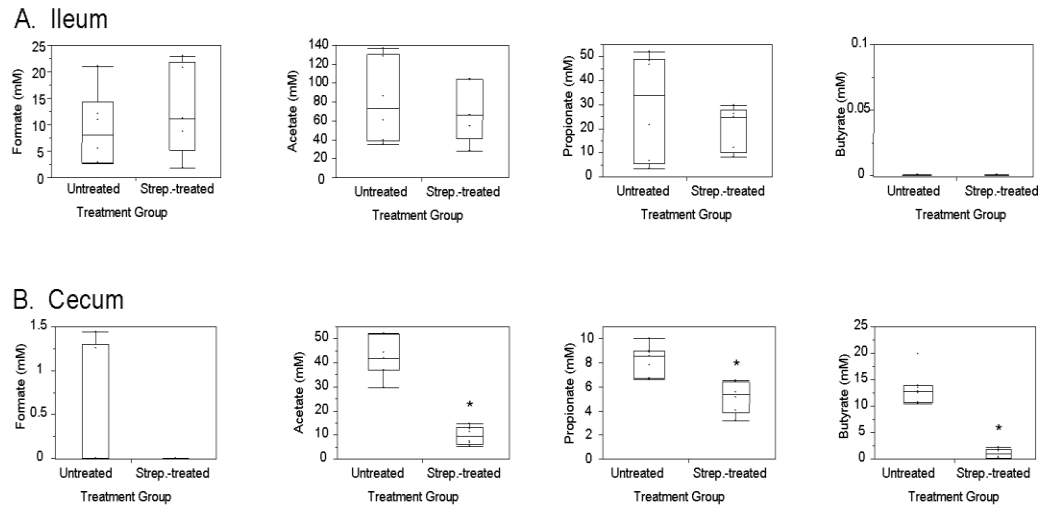 A. Ileum
Formate (mM)
25
20
15
10
5
0
Untreated Strep.-treated
Treatment Group
Acetate (mM)
140
120
100
80
60
40
20
0
Untreated Strep.-treated
Treatment Group
Propionate (mM)
50
40
30
20
10
0
Untreated Strep.-treated
Treatment Group
Butyrate (mM)
0.1
0.05
0
Untreated Strep.-treated
Treatment Group
B. Cecum
Formate (mM)
1.5
1
0.5
0
Untreated Strep.-treated
Treatment Group
Acetate (mM)
50
40
30
20
10
0
*
Untreated Strep.-treated
Treatment Group
Propionate (mM)
10
8
6
4
2
0
*
Untreated Strep.-treated
Treatment Group
Butyrate (mM)
25
20
15
10
5
0
*
Untreated Strep.-treated
Treatment Group